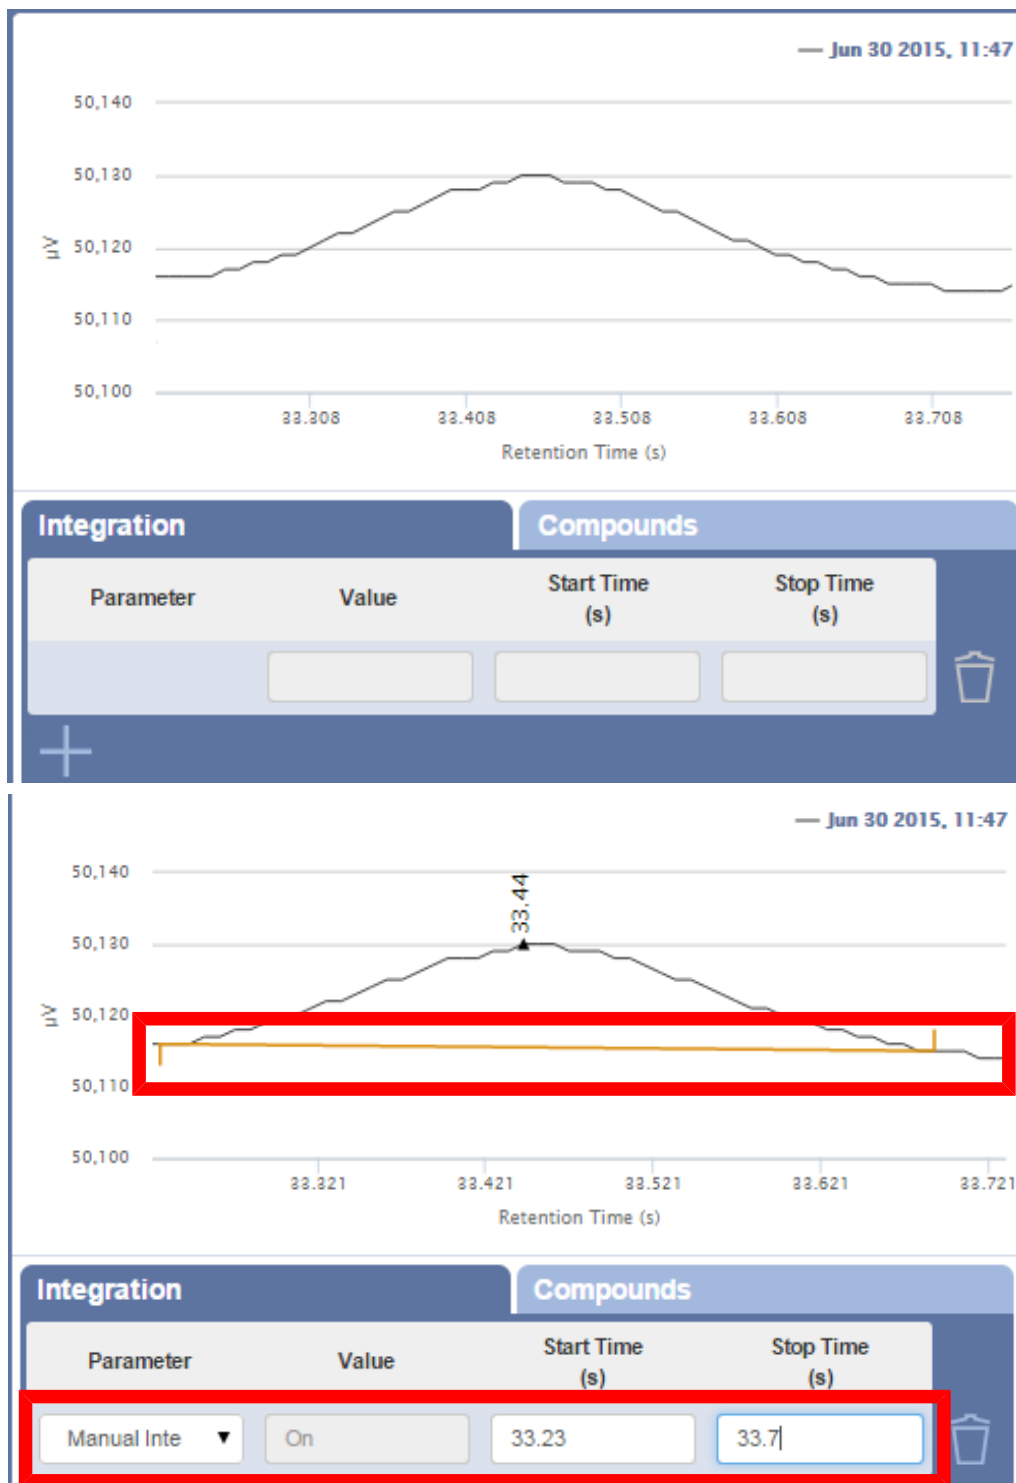 Jun 30 2015, 11:47
50,140
50,130
50,120
50,110
50,100
µV
33.308 33.408 33.508 33.608 33.708
Retention Time (s)
Integration Compounds
Parameter Value Start Time (s) Stop Time (s)
Jun 30 2015, 11:47
33.44
50,140
50,130
50,120
50,110
50,100
µV
33.321 33.421 33.521 33.621 33.721
Retention Time (s)
Integration Compounds
Parameter Value Start Time (s) Stop Time (s)
Manual Inte On 33.23 33.7